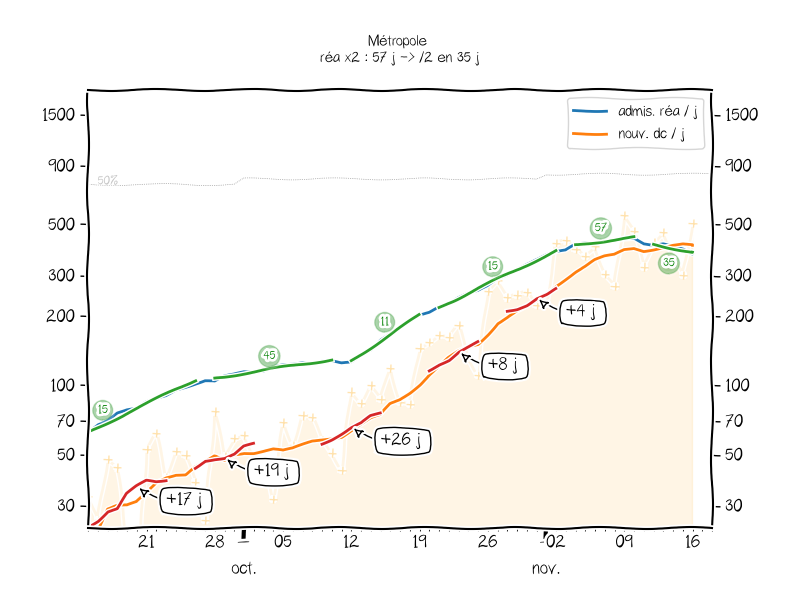 Métropole
réa x2 : 57 j -> /2 en 35 j
admis. réa / j
nouv. dc / j
1500
900
500
300
200
100
70
50
30
1500
900
500
300
200
100
70
50
30
50%
15
45
11
15
57
35
+17 j
+19 j
+26 j
+8 j
+4 j
21 28 05 12 19 26 02 09 16
oct. nov.